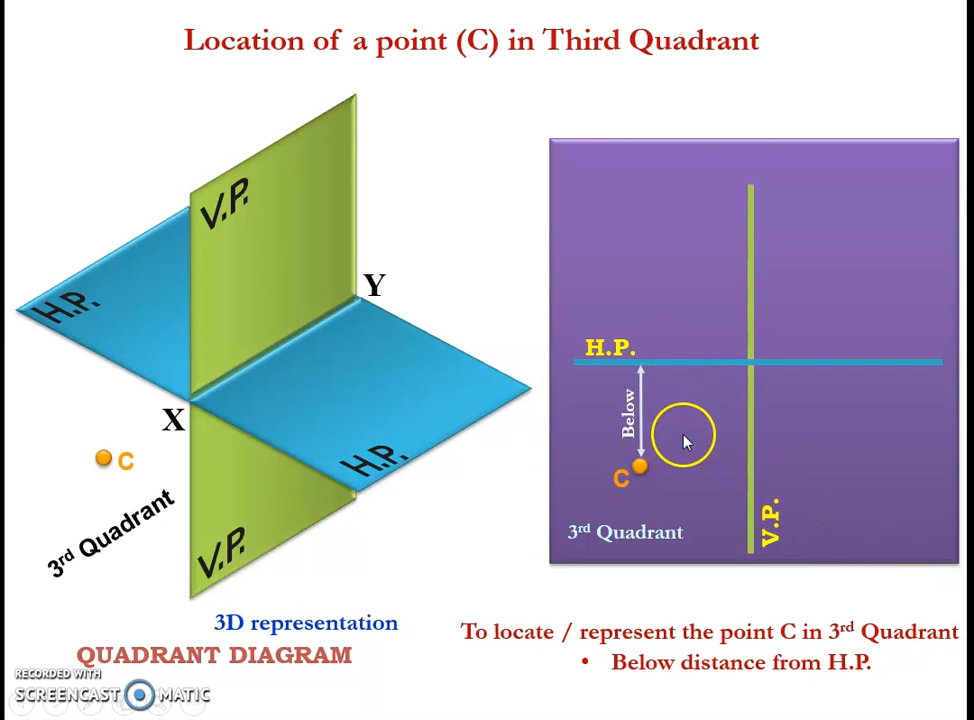 Location of a point (C) in Third Quadrant
V.P.
H.P.
Y
X
C
3rd Quadrant
H.P.
V.P.
3D representation
QUADRANT DIAGRAM
H.P.
Below
C
3rd Quadrant
V.P.
To locate / represent the point C in 3rd Quadrant
• Below distance from H.P.
RECORDED WITH
SCREENCAST MATIC